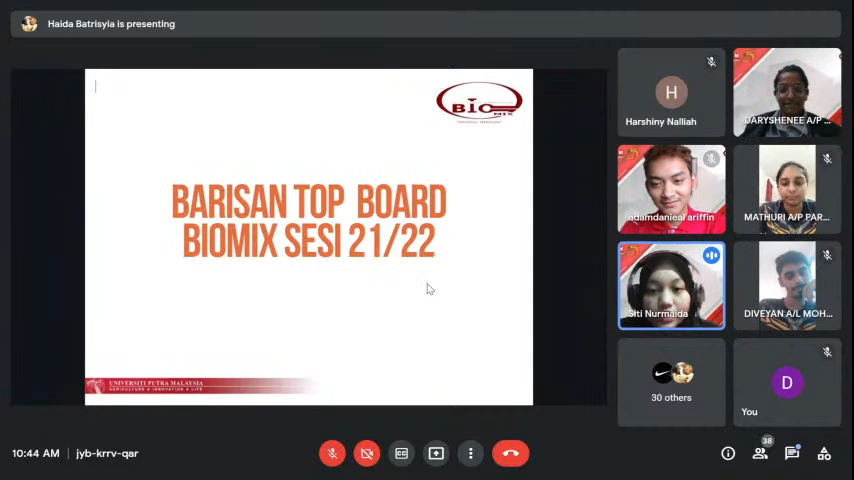 Haida Batrisyia is presenting
BIO
MIX
BARISAN TOP BOARD
BIOMIX SESI 21/22
UNIVERSITI PUTRA MALAYSIA
AGRICULTURE • INNOVATION • LIFE
H
Harshiny Nalliah
DARYSHENEE A/P ...
adamdanieal ariffin
MATHURI A/P PAR...
Siti Nurmaida
DIVEYAN A/L MOH...
30 others
D
You
10:44 AM | jyb-krrv-qar
38